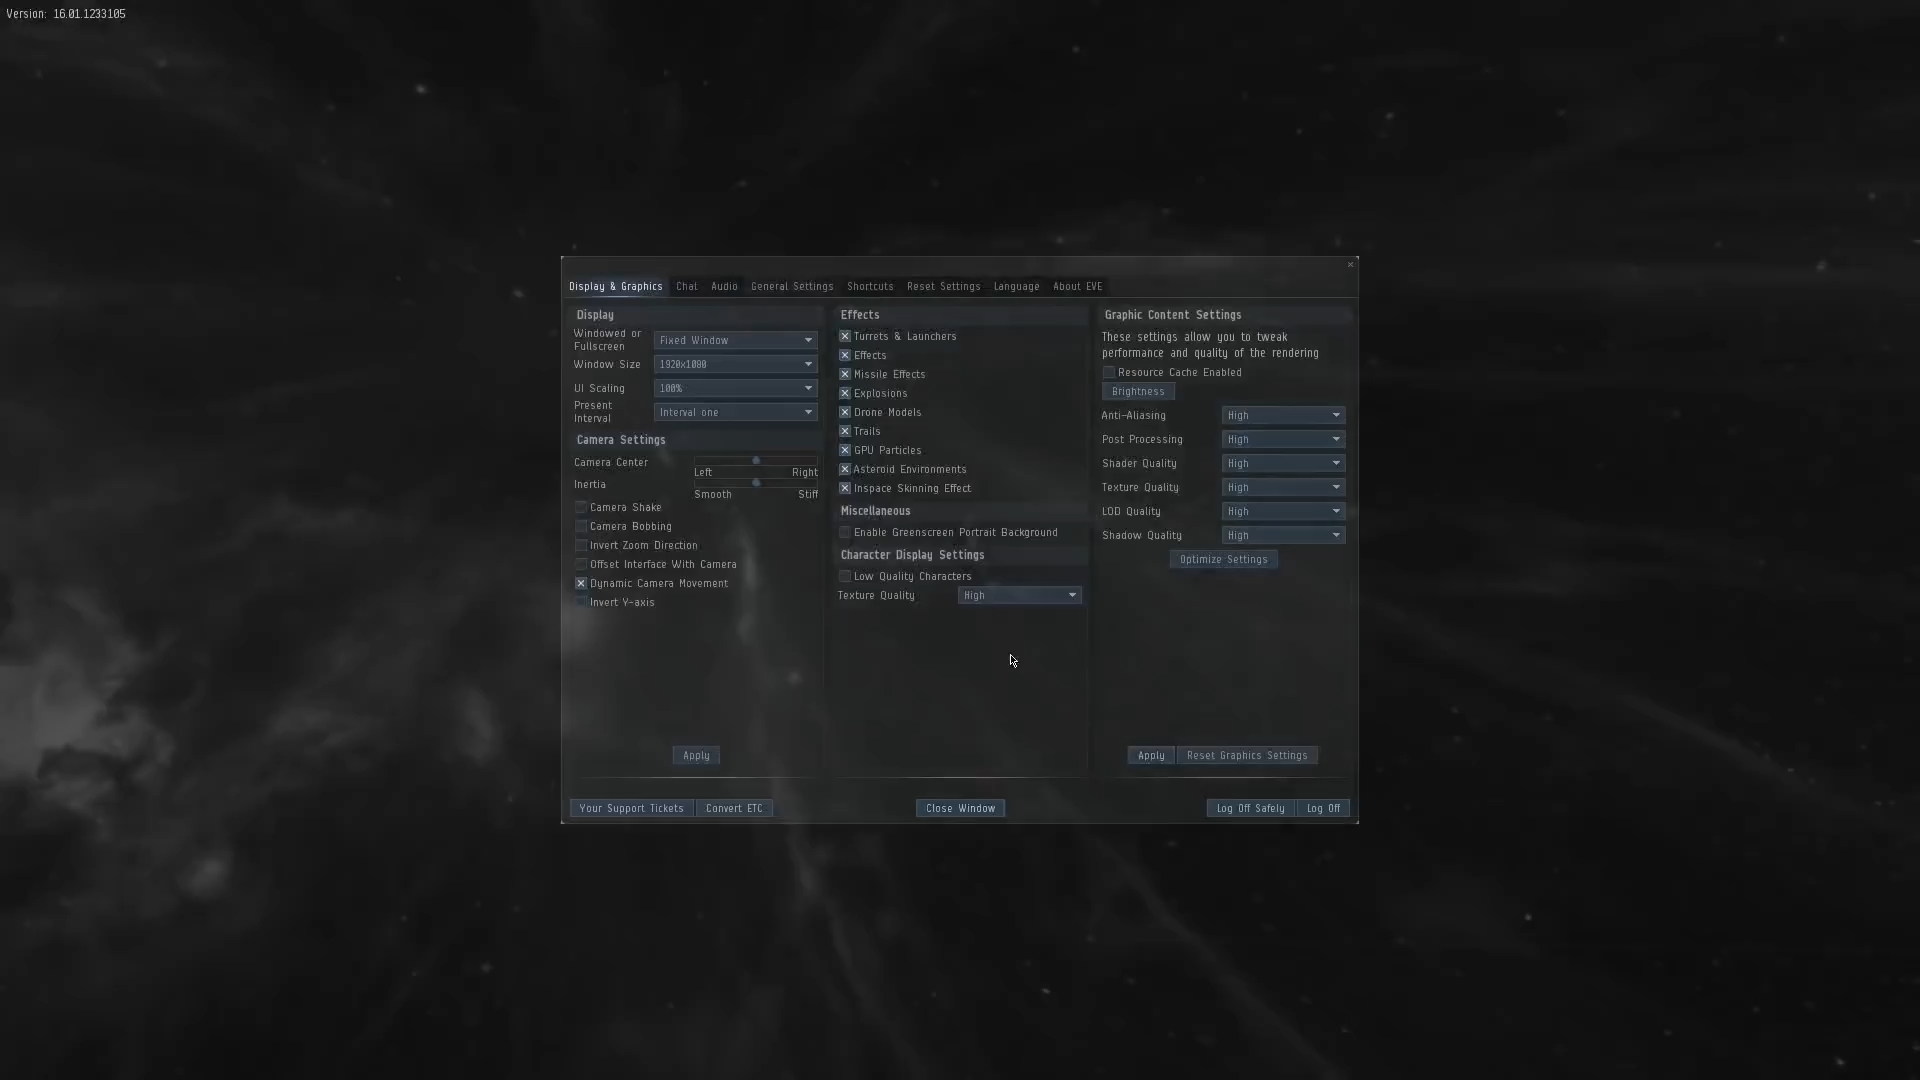 Version: 16.01.1233105
Display & Graphics Chat Audio General Settings Shortcuts Reset Settings Language About EVE
Display
Windowed or
Fullscreen
Fixed Window
Window Size
1920x1080
UI Scaling
100%
Present
Interval
Interval one
Camera Settings
Camera Center
Left Right
Inertia
Smooth Stiff
Camera Shake
Camera Bobbing
Invert Zoom Direction
Offset Interface With Camera
Dynamic Camera Movement
Invert Y-axis
Apply
Effects
Turrets & Launchers
Effects
Missile Effects
Explosions
Drone Models
Trails
GPU Particles
Asteroid Environments
Inspace Skinning Effect
Miscellaneous
Enable Greenscreen Portrait Background
Character Display Settings
Low Quality Characters
Texture Quality High
Graphic Content Settings
These settings allow you to tweak
performance and quality of the rendering
Resource Cache Enabled
Brightness
Anti-Aliasing High
Post Processing High
Shader Quality High
Texture Quality High
LOD Quality High
Shadow Quality High
Optimize Settings
Apply Reset Graphics Settings
Your Support Tickets Convert ETC Close Window Log Off Safely Log Off